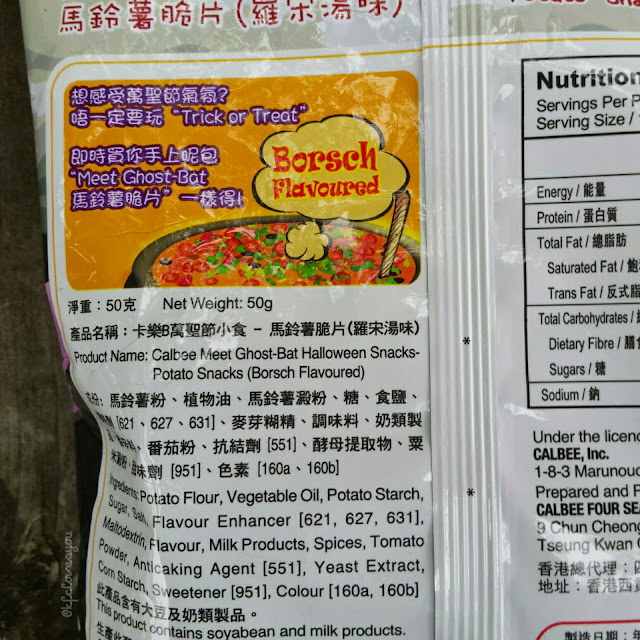 馬鈴薯脆片(羅宋湯味)
想感受萬聖節氣氛?
唔一定要玩 “Trick or Treat”
即時買你手上呢包
“Meet Ghost-Bat
馬鈴薯脆片” 一樣得!
Borsch
Flavoured
淨重：50克 Net Weight: 50g
產品名稱：卡樂B萬聖節小食 – 馬鈴薯脆片(羅宋湯味)
Product Name: Calbee Meet Ghost-Bat Halloween Snacks-
Potato Snacks (Borsch Flavoured)
馬鈴薯粉、植物油、馬鈴薯澱粉、糖、食鹽、
[621、627、631]、麥芽糊精、調味料、奶類製
番茄粉、抗結劑 [551]、酵母提取物、粟
[951]、色素 [160a、160b]
Ingredients: Potato Flour, Vegetable Oil, Potato Starch,
Sugar, Salt, Flavour Enhancer [621, 627, 631],
Maltodextrin, Flavour, Milk Products, Spices, Tomato
Powder, Anticaking Agent [551], Yeast Extract,
Corn Starch, Sweetener [951], Colour [160a, 160b]
此產品含有大豆及奶類製品。
This product contains soyabean and milk products.
Nutrition
Servings Per
Serving Size /
Energy / 能量
Protein / 蛋白質
Total Fat / 總脂肪
Saturated Fat /
Trans Fat / 反式
Total Carbohydrates /
* Dietary Fibre /
Sugars / 糖
Sodium / 鈉
Under the licen
CALBEE, Inc.
1-8-3 Marunou
* Prepared and P
CALBEE FOUR SEA
9 Chun Cheong
Tseung Kwan
香港總代理：
地址：香港西
製造日期：
@kfcloveayou